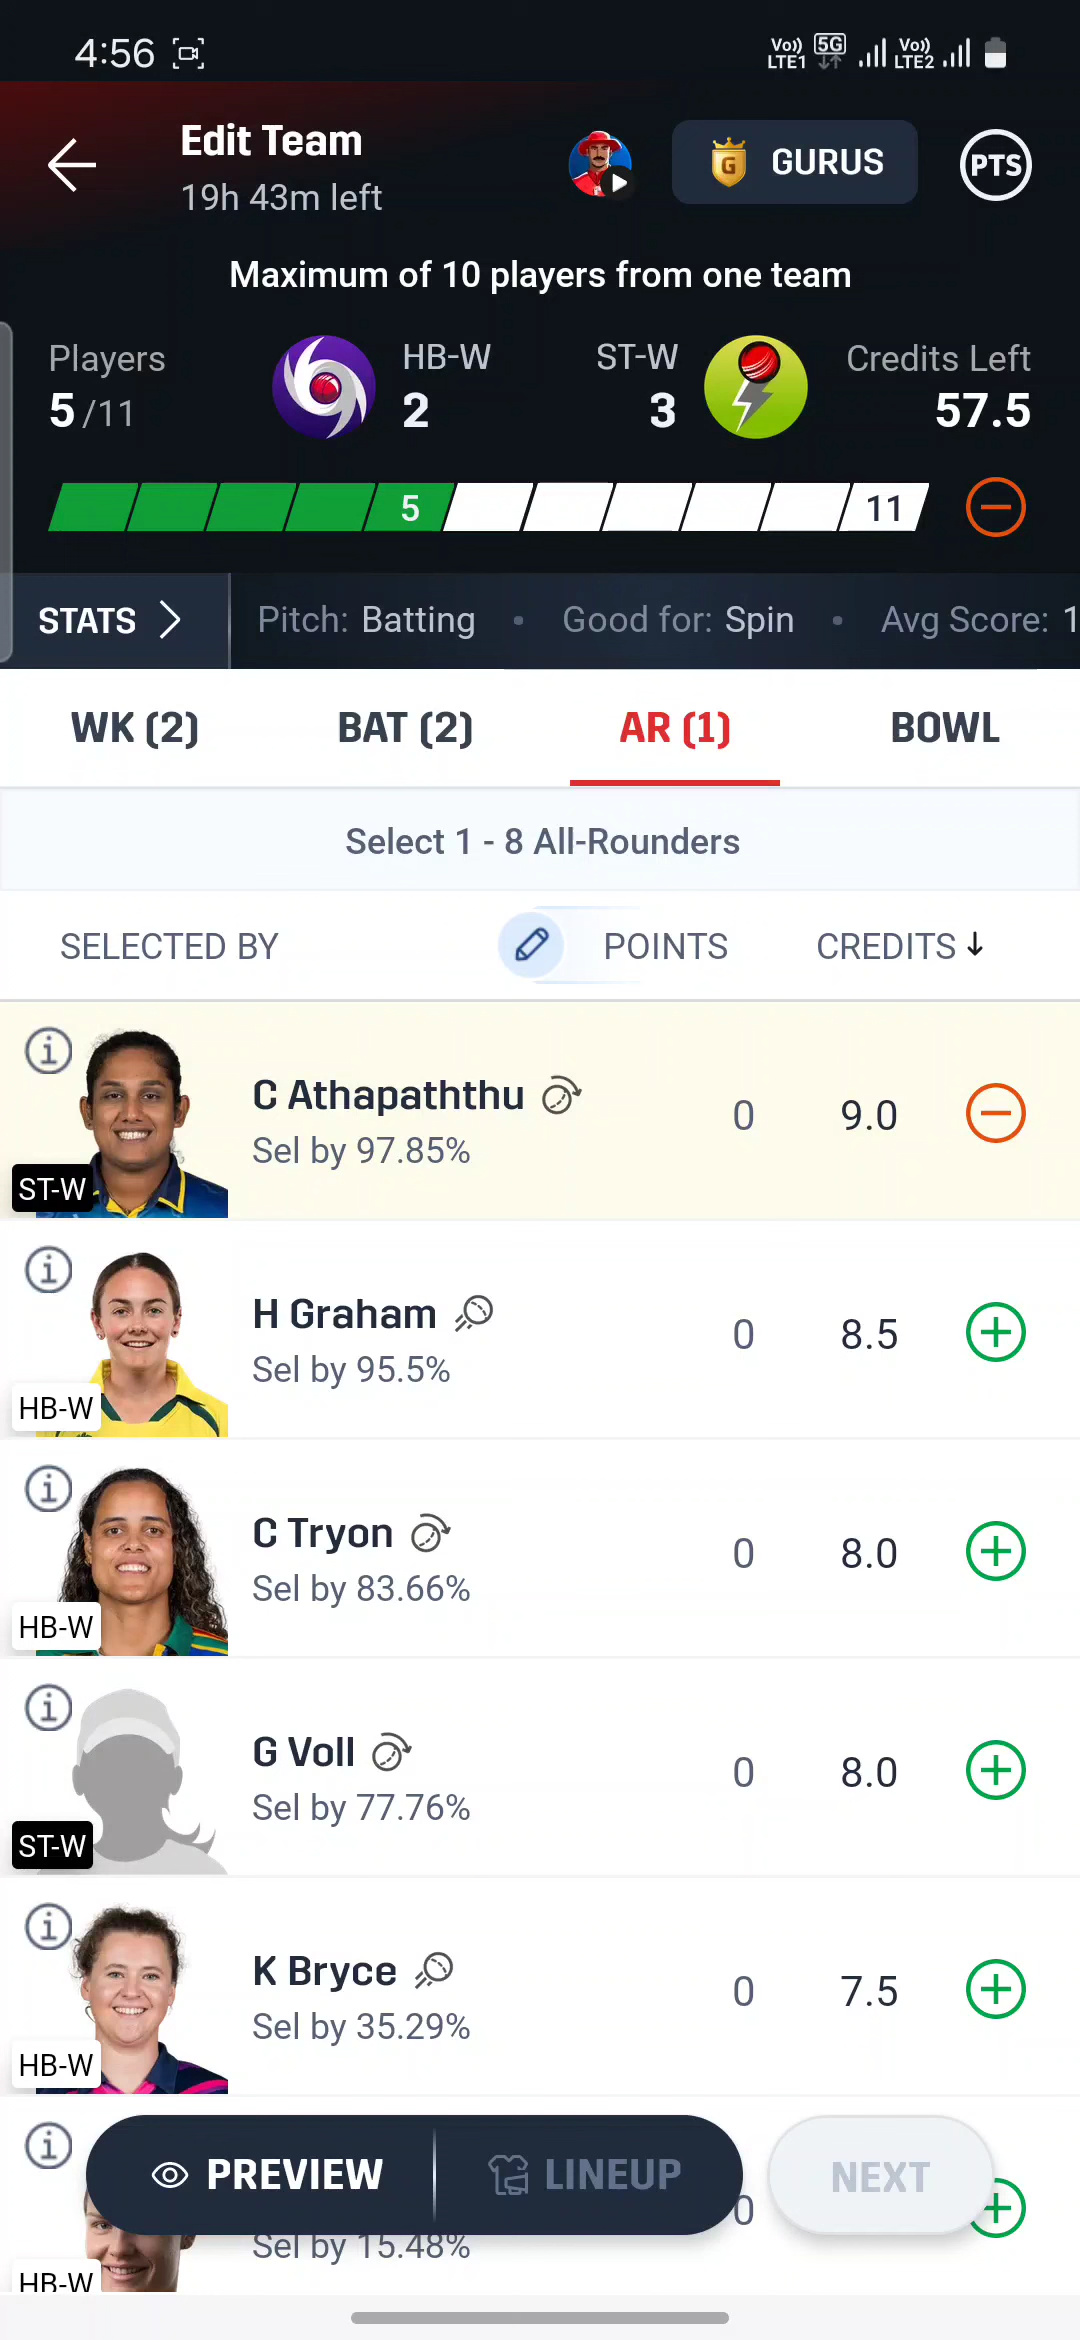 4:56
Vo)) LTE1 5G Vo)) LTE2
Edit Team
19h 43m left
G GURUS
PTS
Maximum of 10 players from one team
Players
5/11
HB-W
2
ST-W
3
Credits Left
57.5
5 11
STATS Pitch: Batting • Good for: Spin • Avg Score: 1
WK (2) BAT (2) AR (1) BOWL
Select 1 - 8 All-Rounders
SELECTED BY POINTS CREDITS ↓
C Athapaththu
Sel by 97.85%
0 9.0
ST-W
H Graham
Sel by 95.5%
0 8.5
HB-W
C Tryon
Sel by 83.66%
0 8.0
HB-W
G Voll
Sel by 77.76%
0 8.0
ST-W
K Bryce
Sel by 35.29%
0 7.5
HB-W
PREVIEW LINEUP NEXT
0
Sel by 15.48%
HB-W